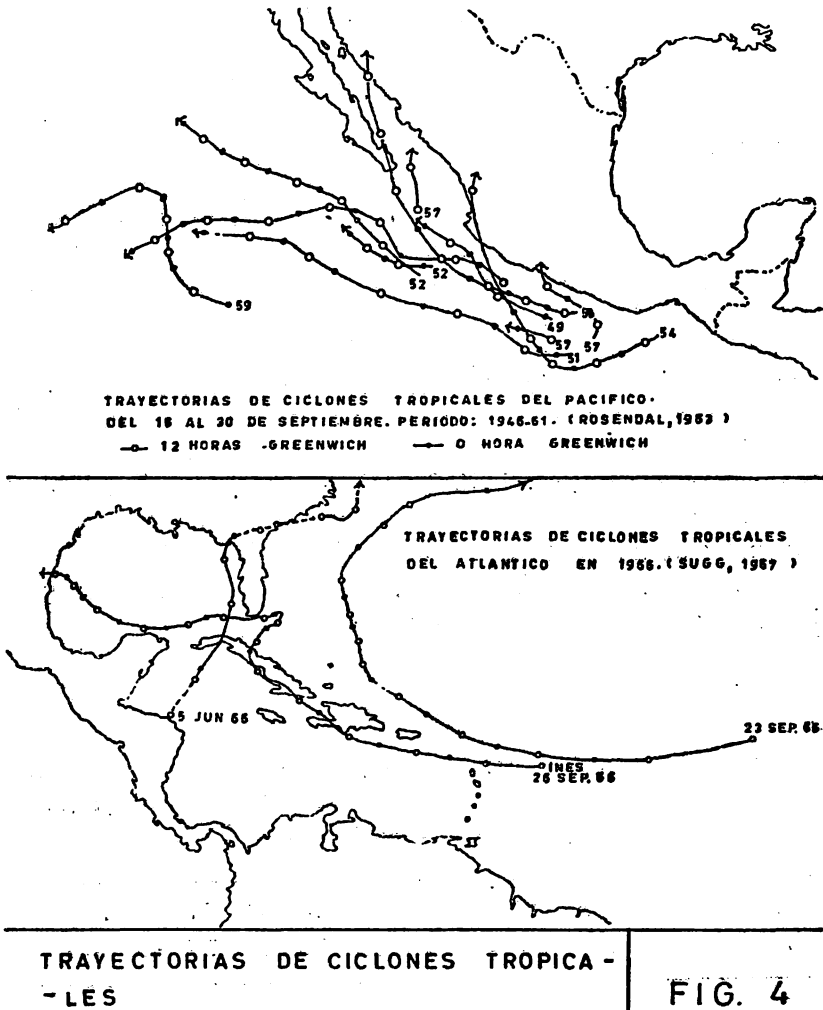 57
52
52
59
49
57
57
51
54
TRAYECTORIAS DE CICLONES TROPICALES DEL PACIFICO.
DEL 16 AL 30 DE SEPTIEMBRE. PERIODO: 1946-61. (ROSENDAL, 1963)
12 HORAS GREENWICH 0 HORA GREENWICH
TRAYECTORIAS DE CICLONES TROPICALES
DEL ATLANTICO EN 1966. (SUGG, 1967)
5 JUN 66
23 SEP. 66
INES
26 SEP. 66
TRAYECTORIAS DE CICLONES TROPICA-
-LES
FIG. 4